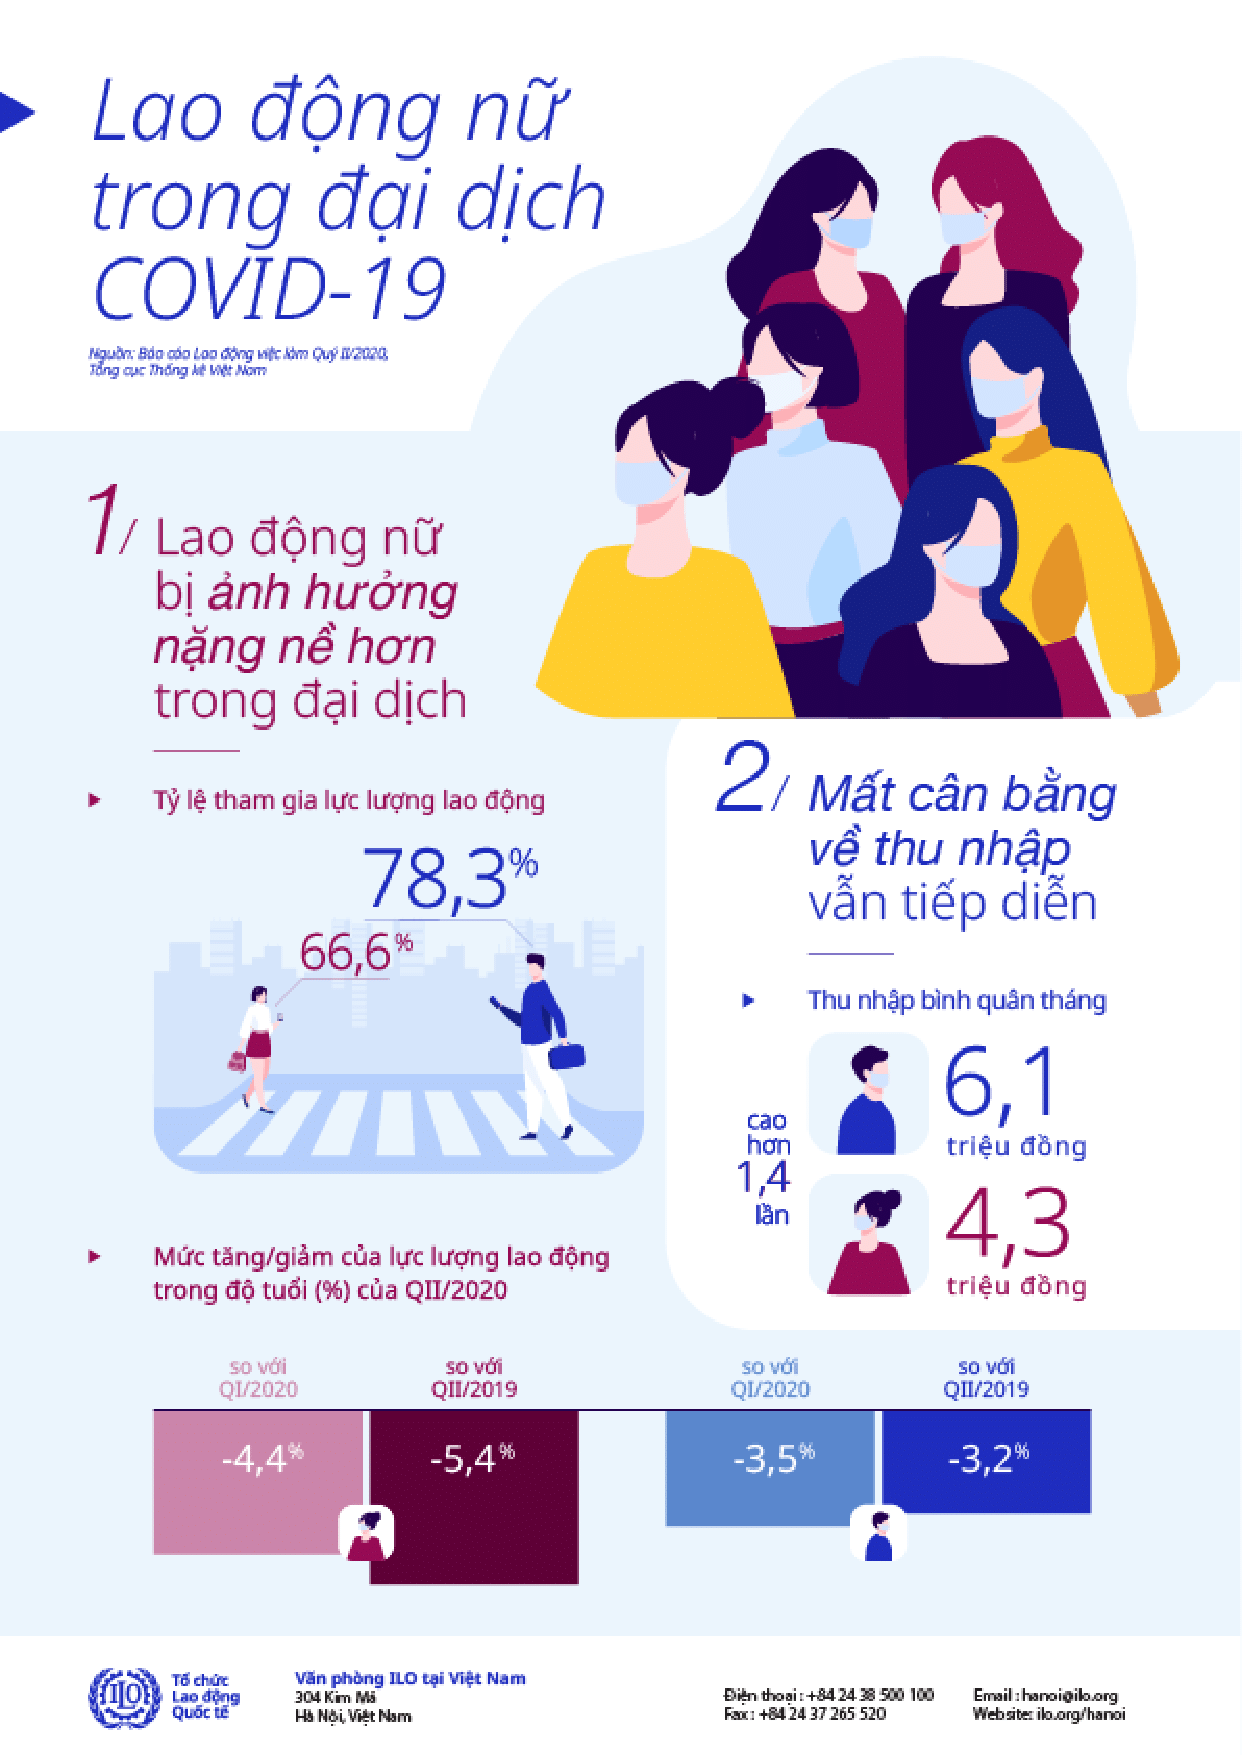 Lao động nữ
trong đại dịch
COVID-19
Nguồn: Báo cáo Lao động việc làm Quý II/2020,
Tổng cục Thống kê Việt Nam
1/ Lao động nữ
bị ảnh hưởng
nặng nề hơn
trong đại dịch
Tỷ lệ tham gia lực lượng lao động
78,3%
66,6%
Mức tăng/giảm của lực lượng lao động
trong độ tuổi (%) của QII/2020
2/ Mất cân bằng
về thu nhập
vẫn tiếp diễn
Thu nhập bình quân tháng
6,1
triệu đồng
cao
hơn
1,4
lần
4,3
triệu đồng
so với
QI/2020
so với
QII/2019
so với
QI/2020
so với
QII/2019
-4,4%
-5,4%
-3,5%
-3,2%
ILO
Tổ chức
Lao động
Quốc tế
Văn phòng ILO tại Việt Nam
304 Kim Mã
Hà Nội, Việt Nam
Điện thoại : +84 24 38 500 100
Fax : +84 24 37 265 520
Email : hanoi@ilo.org
Website: ilo.org/hanoi